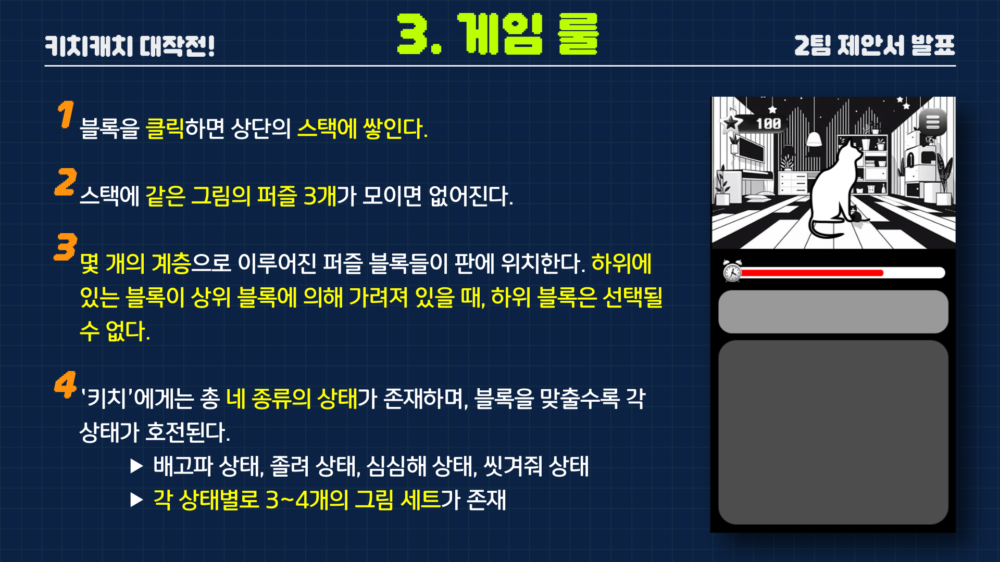 키치캐치 대작전!
3. 게임 룰
2팀 제안서 발표
1 블록을 클릭하면 상단의 스택에 쌓인다.
2 스택에 같은 그림의 퍼즐 3개가 모이면 없어진다.
3 몇 개의 계층으로 이루어진 퍼즐 블록들이 판에 위치한다. 하위에
있는 블록이 상위 블록에 의해 가려져 있을 때, 하위 블록은 선택될
수 없다.
4 ‘키치’에게는 총 네 종류의 상태가 존재하며, 블록을 맞출수록 각
상태가 호전된다.
▶ 배고파 상태, 졸려 상태, 심심해 상태, 씻겨줘 상태
▶ 각 상태별로 3~4개의 그림 세트가 존재
100